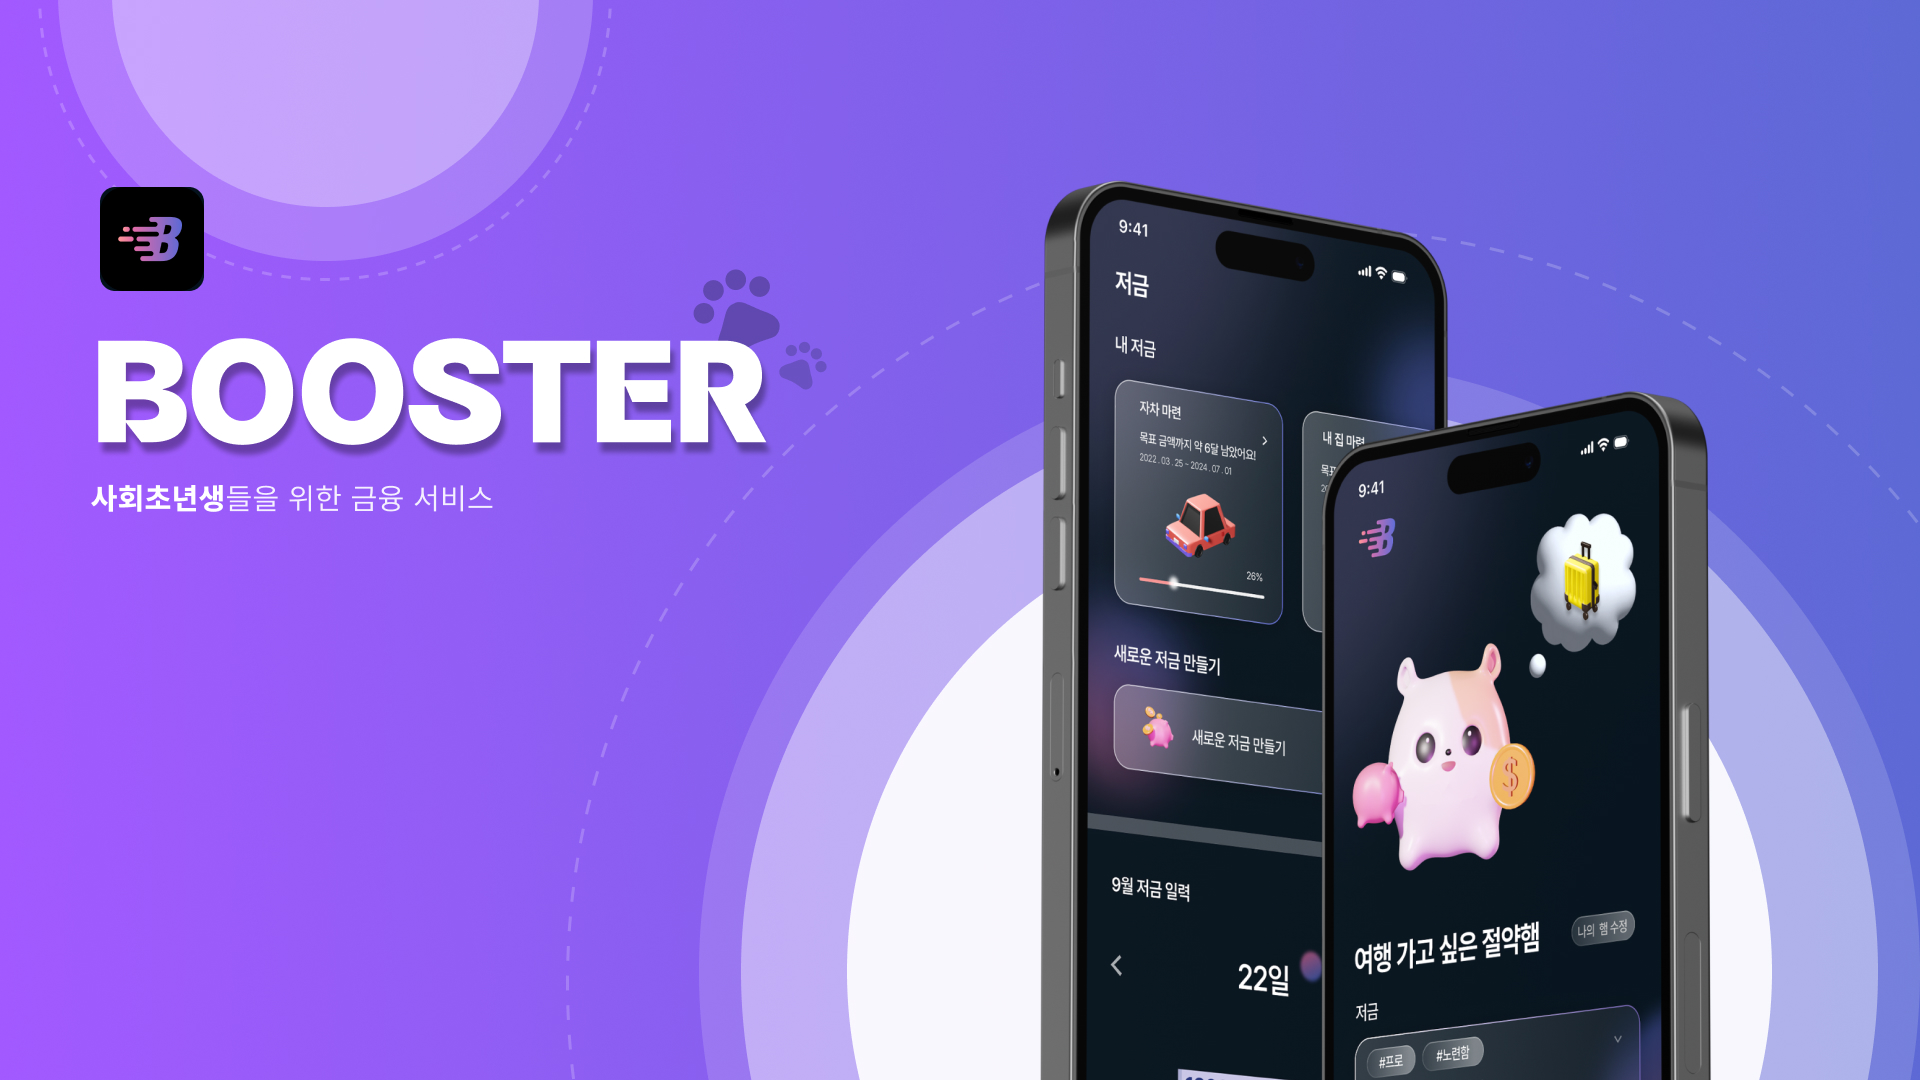 BOOSTER
사회초년생들을 위한 금융 서비스
9:41
저금
내 저금
자차 마련
목표 금액까지 약 6달 남았어요!
2022 . 03 . 25 ~ 2024 . 07 . 01
26%
내 집 마련
새로운 저금 만들기
새로운 저금 만들기
9월 저금 일력
22일
9:41
여행 가고 싶은 절약햄
나의 햄 수정
저금
#프로
#노련함